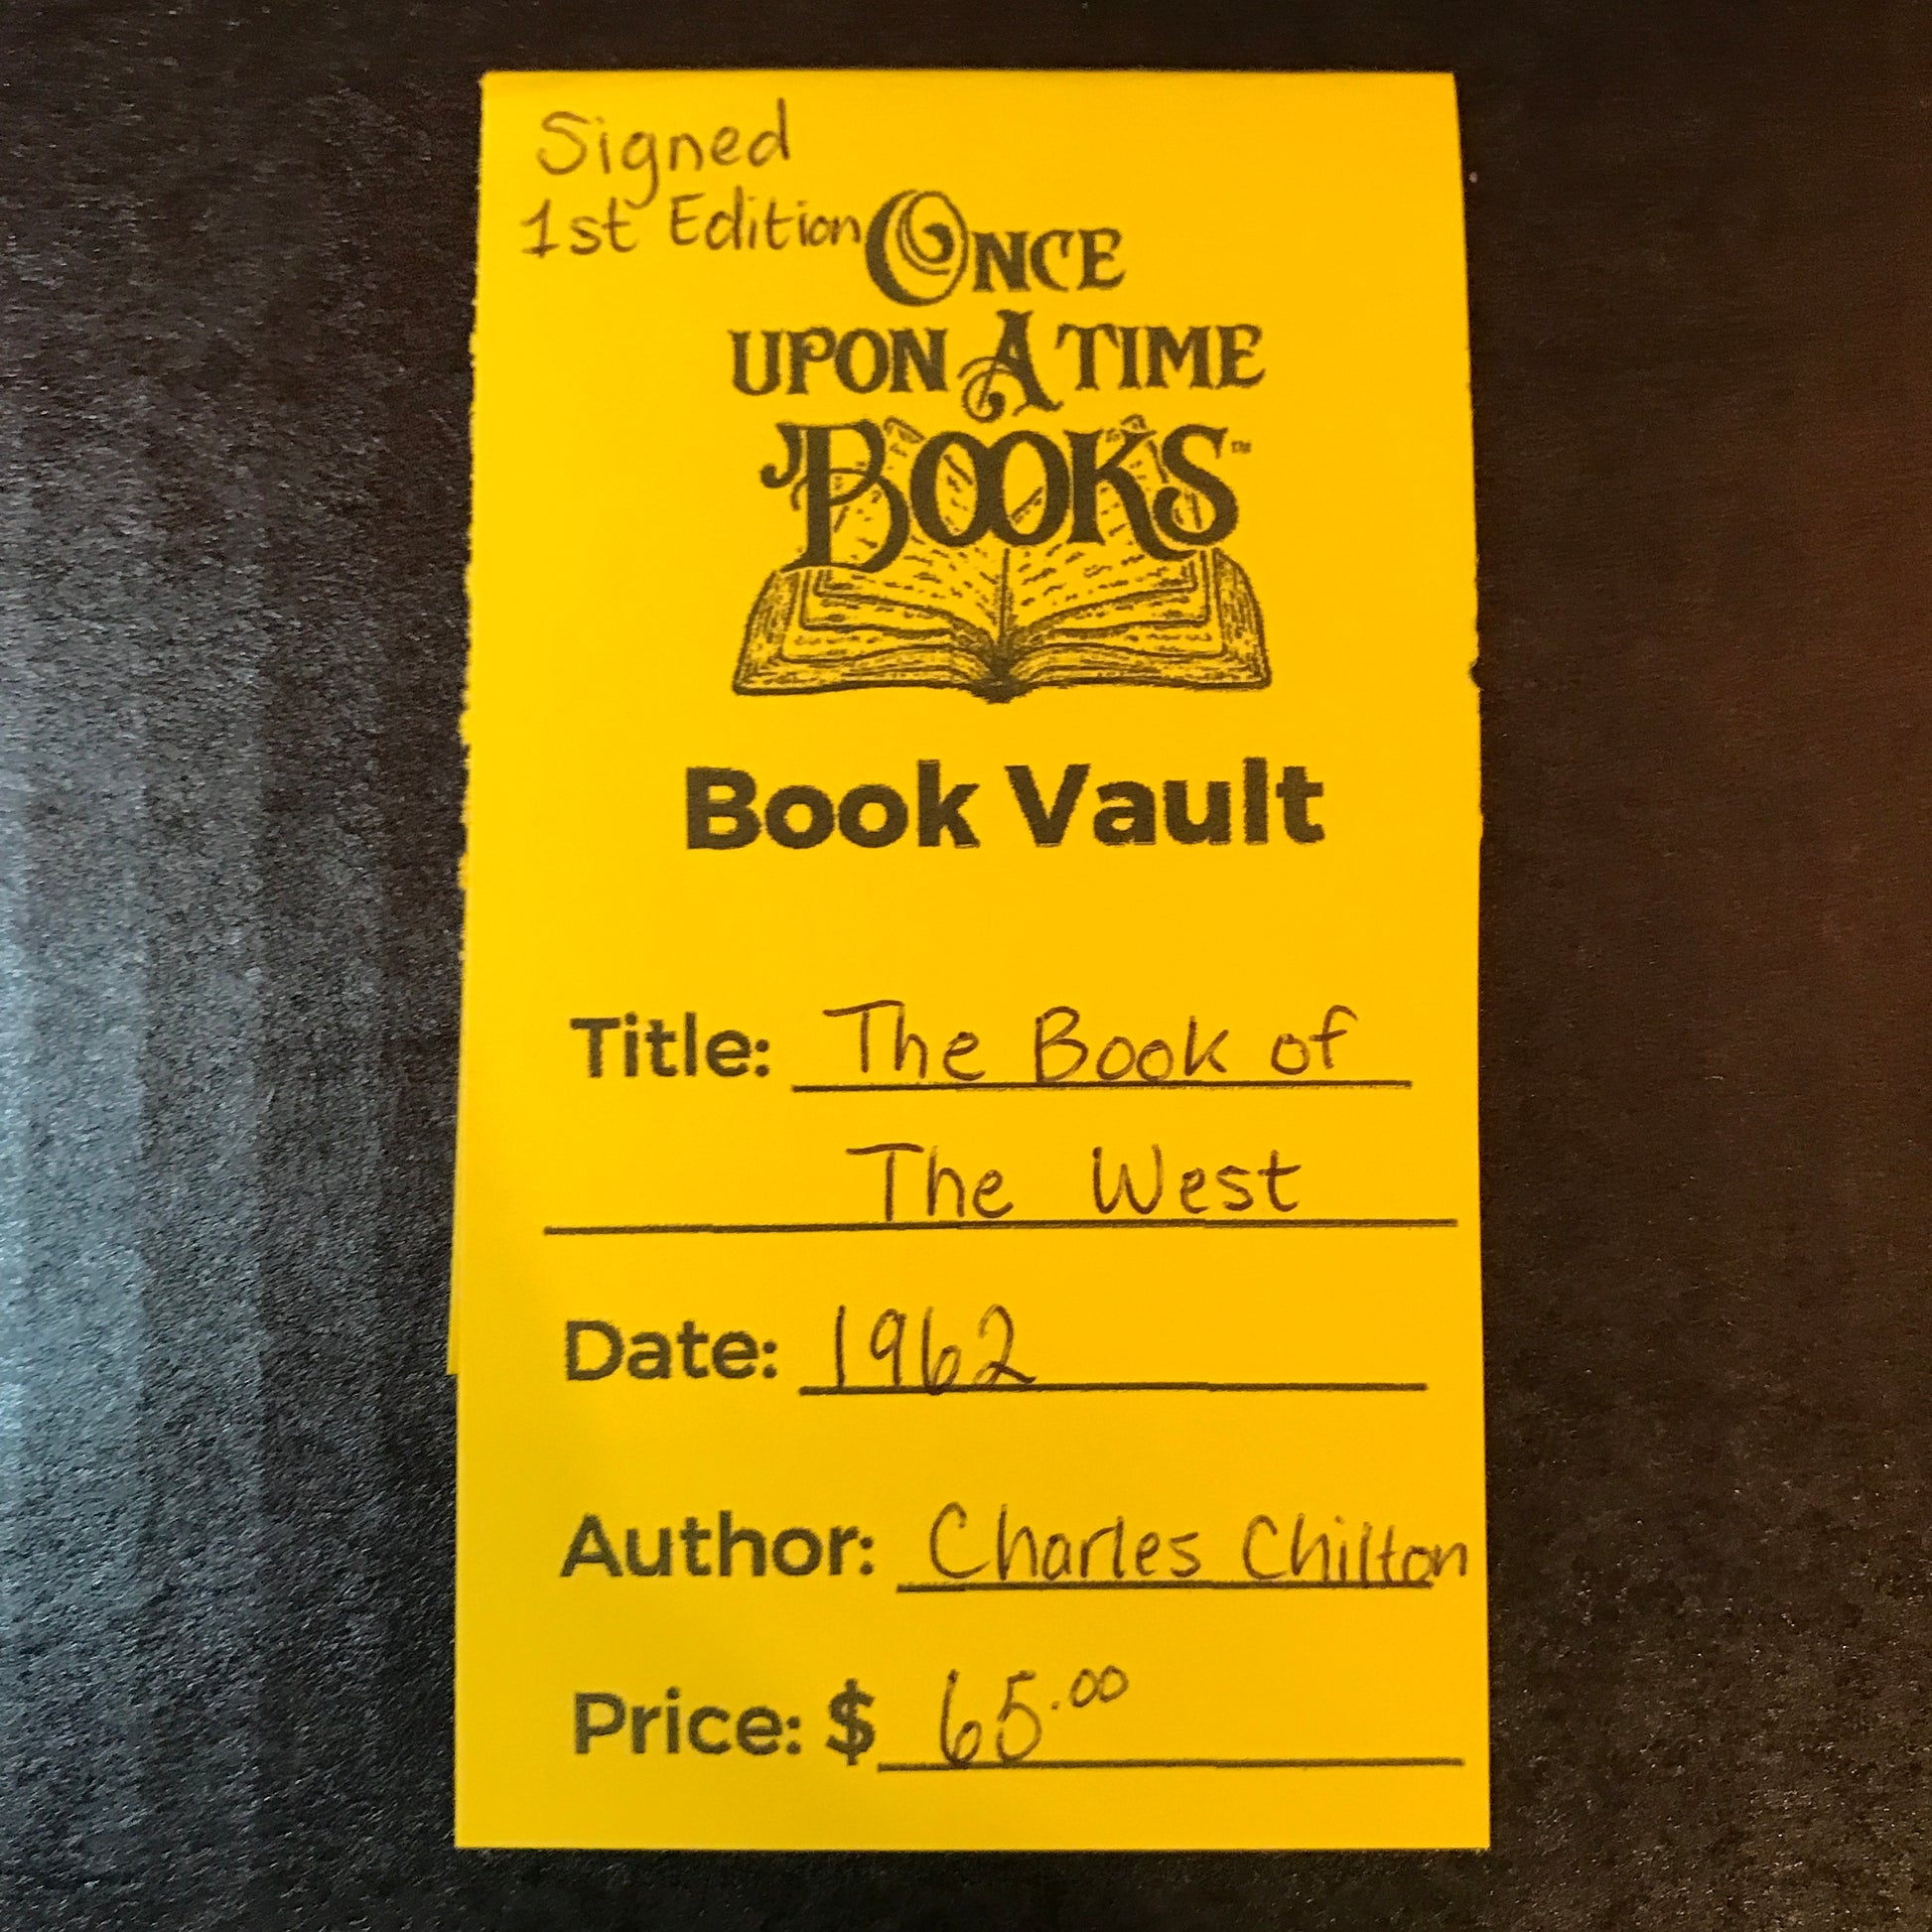 Signed
1st Edition
ONCE
UPON A TIME
BOOKS™
Book Vault
Title: The Book of
The West
Date: 1962
Author: Charles Chilton
Price: $ 65.00